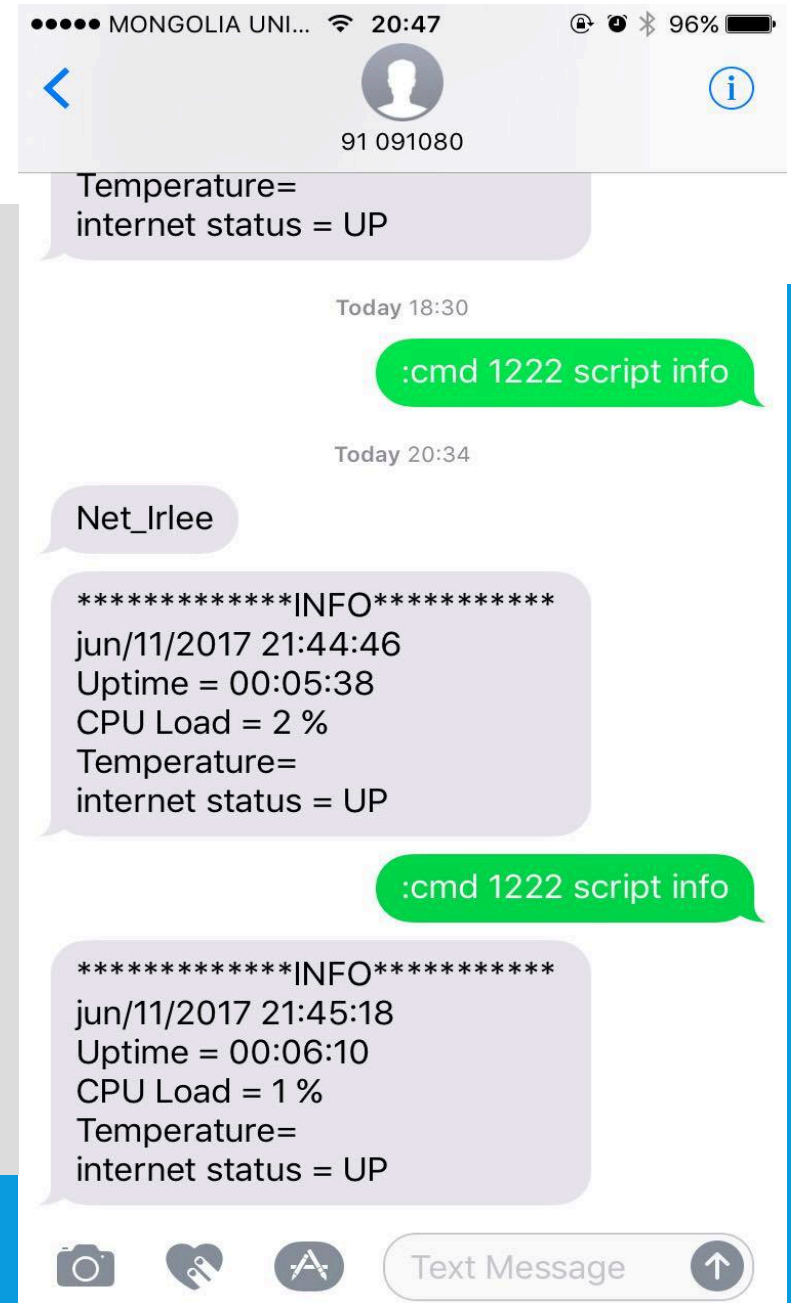 ●●●●● MONGOLIA UNI... 20:47 96%
91 091080
Temperature=
internet status = UP
Today 18:30
:cmd 1222 script info
Today 20:34
Net_Irlee
*************INFO***********
jun/11/2017 21:44:46
Uptime = 00:05:38
CPU Load = 2 %
Temperature=
internet status = UP
:cmd 1222 script info
*************INFO***********
jun/11/2017 21:45:18
Uptime = 00:06:10
CPU Load = 1 %
Temperature=
internet status = UP
Text Message